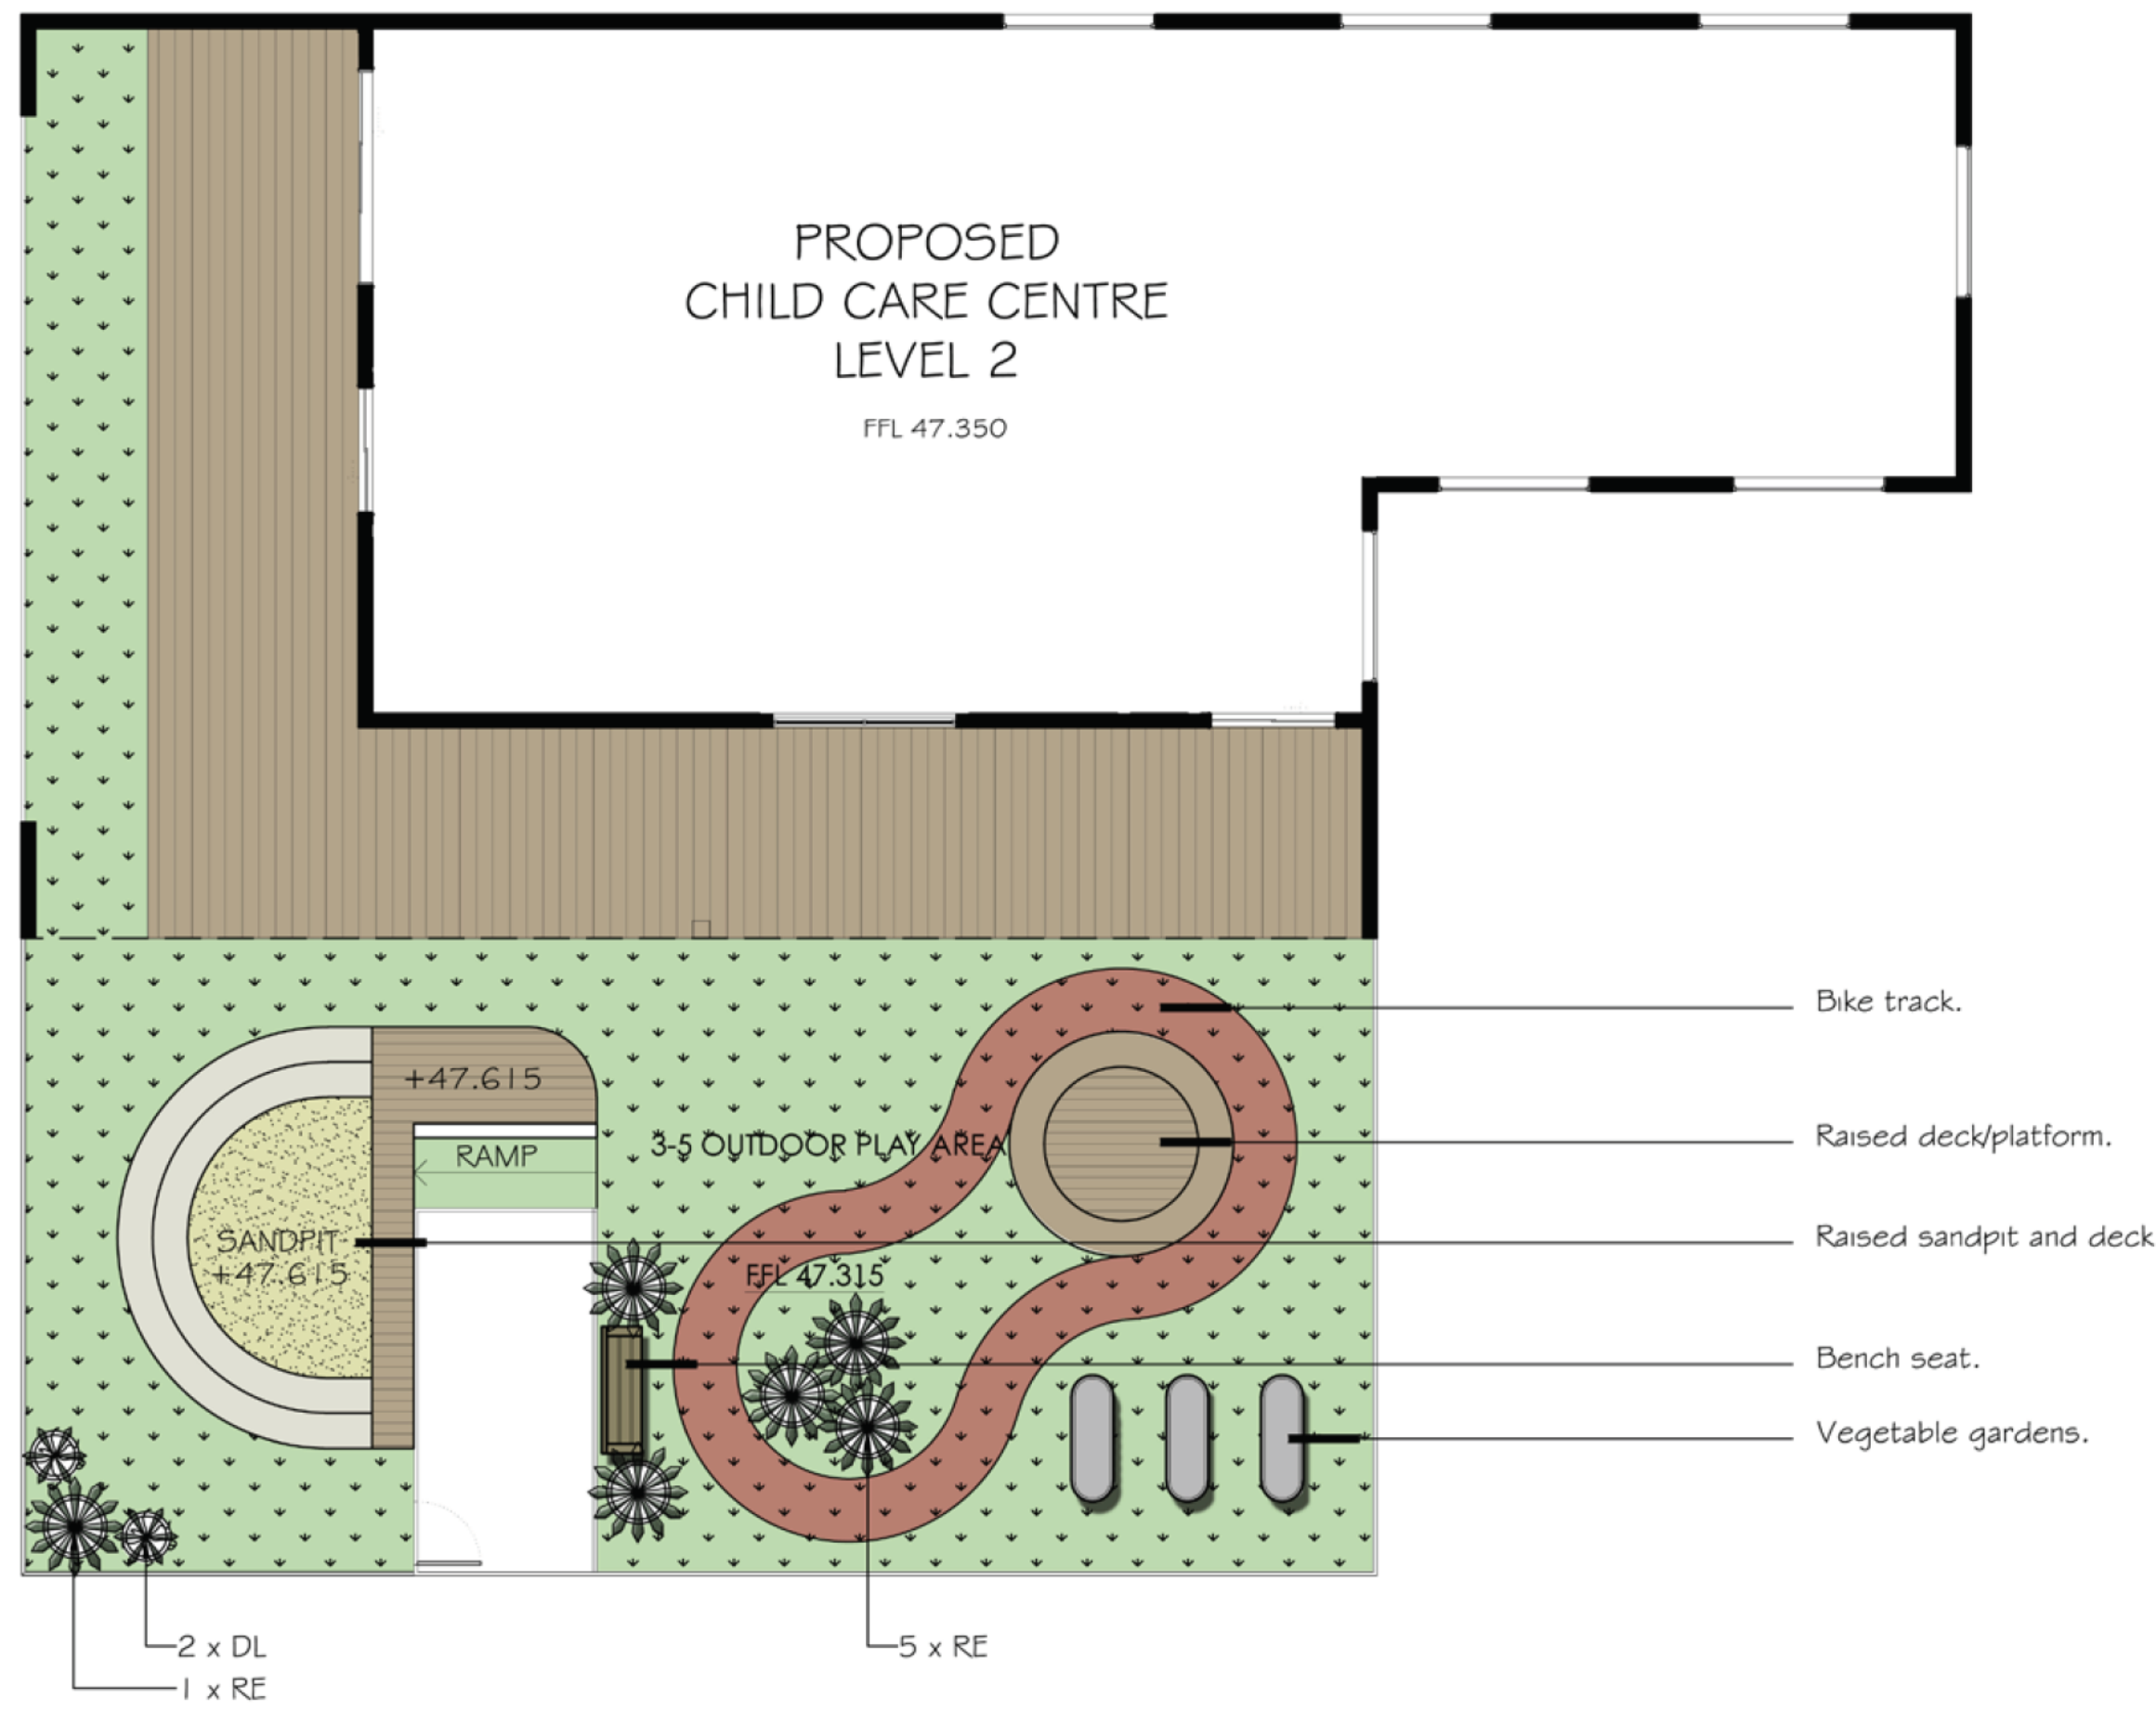 PROPOSED
CHILD CARE CENTRE
LEVEL 2
FFL 47.350
Bike track.
+47.615
3-5 OUTDOOR PLAY AREA
RAMP
Raised deck/platform.
SANDPIT
+47.615
Raised sandpit and deck
FFL 47.315
Bench seat.
Vegetable gardens.
2 x DL
1 x RE
5 x RE